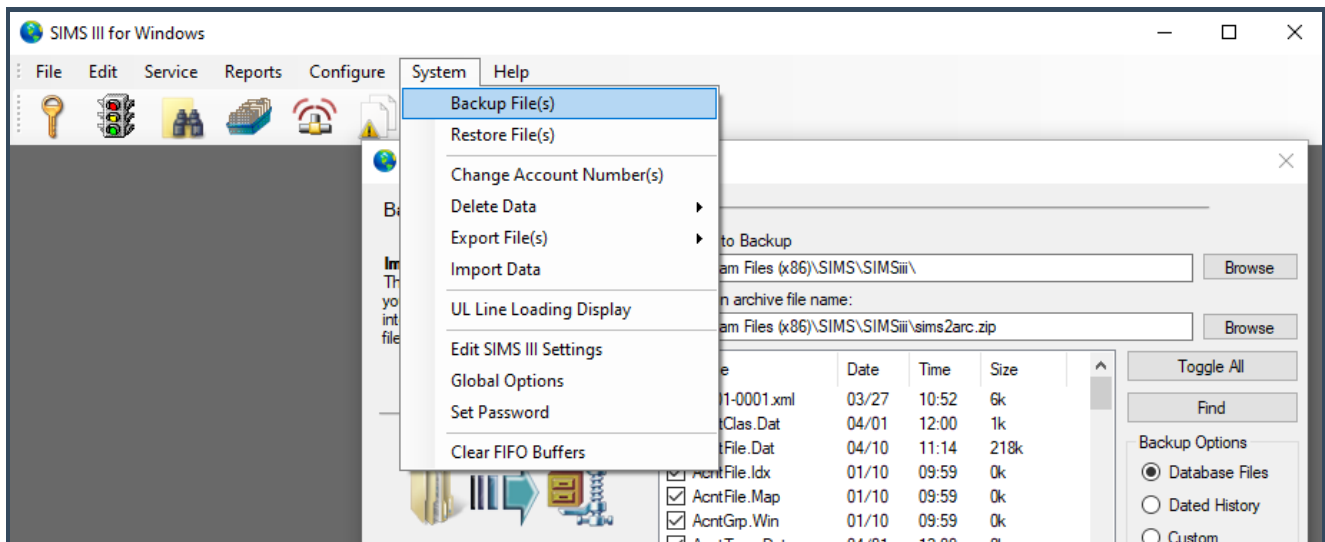 SIMS III for Windows
File Edit Service Reports Configure System Help
Backup File(s)
Restore File(s)
Change Account Number(s)
Delete Data
Export File(s)
Import Data
UL Line Loading Display
Edit SIMS III Settings
Global Options
Set Password
Clear FIFO Buffers
to Backup
am Files (x86)\SIMS\SIMSiii\
Browse
n archive file name:
am Files (x86)\SIMS\SIMSiii\sims2arc.zip
Browse
Date Time Size
01-0001.xml 03/27 10:52 6k
tClas.Dat 04/01 12:00 1k
tFile.Dat 04/10 11:14 218k
AcntFile.Idx 01/10 09:59 0k
AcntFile.Map 01/10 09:59 0k
AcntGrp.Win 01/10 09:59 0k
Toggle All
Find
Backup Options
Database Files
Dated History
Custom